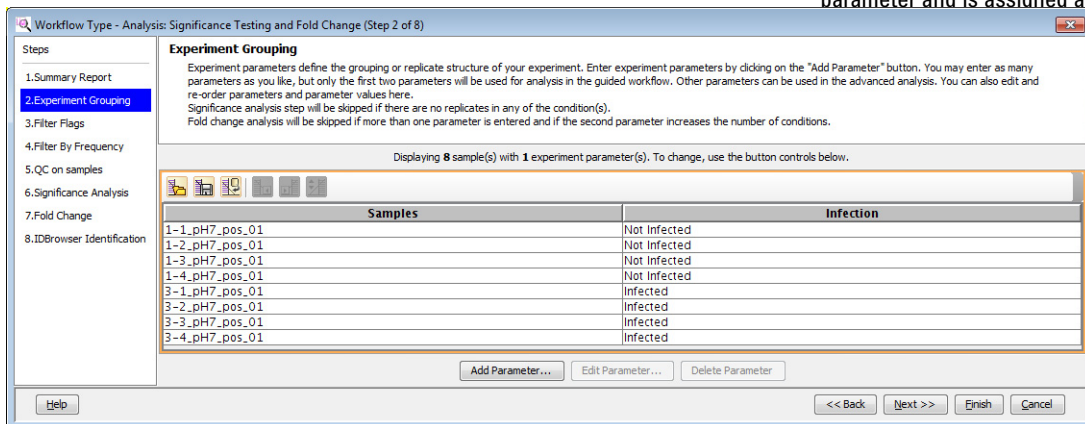 parameter and is assigned a
Workflow Type - Analysis: Significance Testing and Fold Change (Step 2 of 8)
Steps
1.Summary Report
2.Experiment Grouping
3.Filter Flags
4.Filter By Frequency
5.QC on samples
6.Significance Analysis
7.Fold Change
8.IDBrowser Identification
Experiment Grouping
Experiment parameters define the grouping or replicate structure of your experiment. Enter experiment parameters by clicking on the "Add Parameter" button. You may enter as many
parameters as you like, but only the first two parameters will be used for analysis in the guided workflow. Other parameters can be used in the advanced analysis. You can also edit and
re-order parameters and parameter values here.
Significance analysis step will be skipped if there are no replicates in any of the condition(s).
Fold change analysis will be skipped if more than one parameter is entered and if the second parameter increases the number of conditions.
Displaying 8 sample(s) with 1 experiment parameter(s). To change, use the button controls below.
Samples Infection
1-1_pH7_pos_01 Not Infected
1-2_pH7_pos_01 Not Infected
1-3_pH7_pos_01 Not Infected
1-4_pH7_pos_01 Not Infected
3-1_pH7_pos_01 Infected
3-2_pH7_pos_01 Infected
3-3_pH7_pos_01 Infected
3-4_pH7_pos_01 Infected
Add Parameter... Edit Parameter... Delete Parameter
Help << Back Next >> Finish Cancel